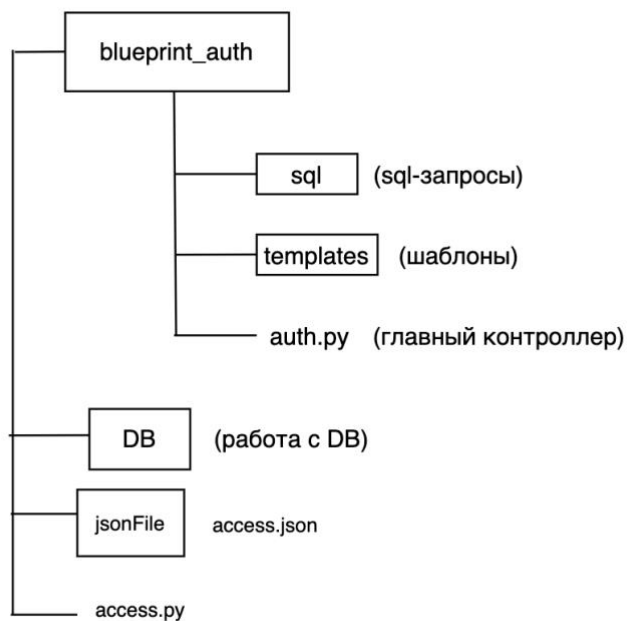 blueprint_auth
sql (sql-запросы)
templates (шаблоны)
auth.py (главный контроллер)
DB (работа с DB)
jsonFile access.json
access.py